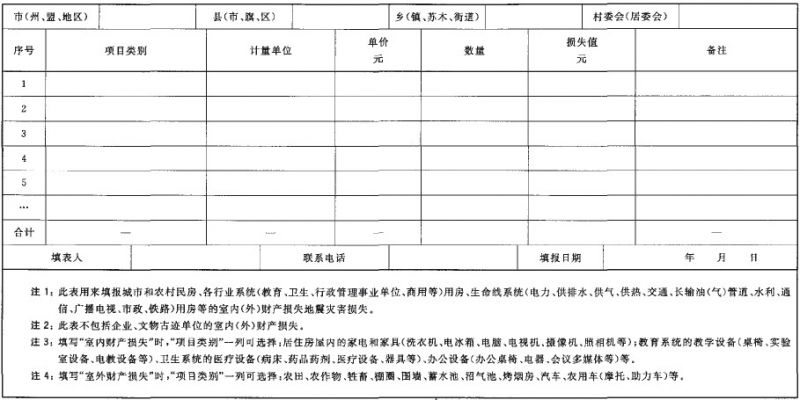 市(州、盟、地区) 县(市、旗、区) 乡(镇、苏木、街道) 村委会(居委会)
序号 项目类别 计量单位 单价 元 数量 损失值 元 备注
1
2
3
4
5
…
合计 — — — —
填表人 联系电话 填报日期 年 月 日
注 1：此表用来填报城市和农村民房、各行业系统(教育、卫生、行政管理事业单位、商用等)用房、生命线系统(电力、供排水、供气、供热、交通、长输油(气)管道、水利、通
信、广播电视、市政、铁路)用房等的室内(外)财产损失地震灾害损失。
注 2：此表不包括企业、文物古迹单位的室内(外)财产损失。
注 3：填写“室内财产损失”时，“项目类别”一列可选择：居住房屋内的家电和家具(洗衣机、电冰箱、电脑、电视机、摄像机、照相机等)；教育系统的教学设备(桌椅、实验
室设备、电教设备等)、卫生系统的医疗设备(病床、药品药剂、医疗设备、器具等)、办公设备(办公桌椅、电器、会议多媒体等)等。
注 4：填写“室外财产损失”时，“项目类别”一列可选择：农田、农作物、牲畜、棚圈、围墙、蓄水池、沼气池、烤烟房、汽车、农用车(摩托、助力车)等。